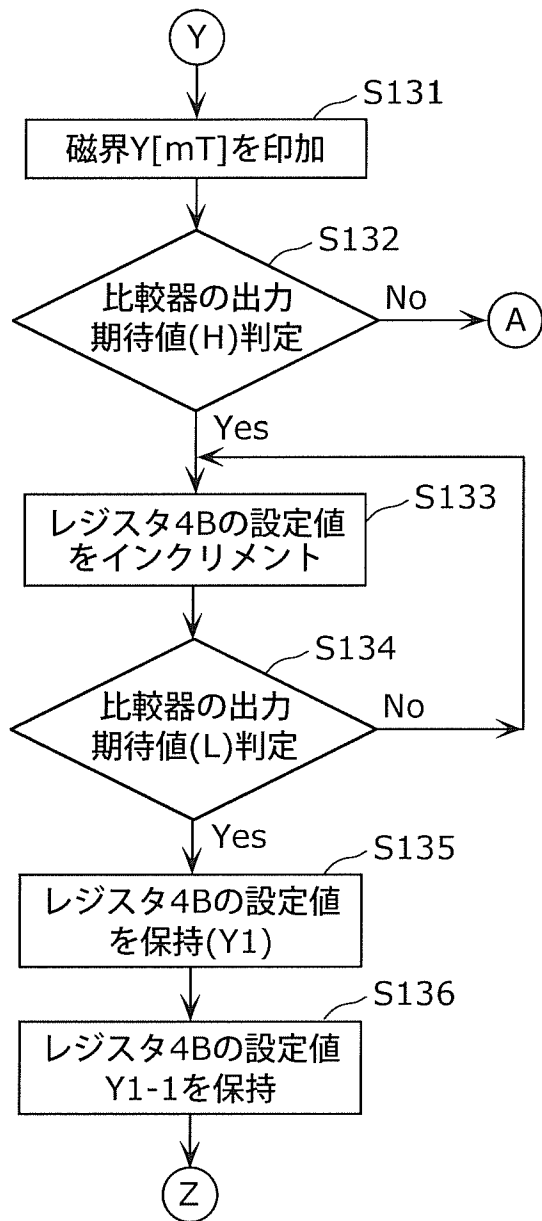 Y
S131
磁界Y[mT]を印加
S132
比較器の出力
期待値(H)判定
No
A
Yes
S133
レジスタ4Bの設定値
をインクリメント
S134
比較器の出力
期待値(L)判定
No
Yes
S135
レジスタ4Bの設定値
を保持(Y1)
S136
レジスタ4Bの設定値
Y1-1を保持
Z